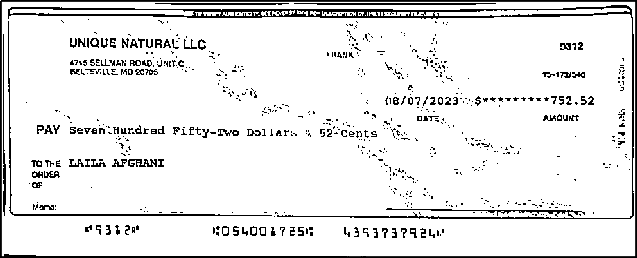 UNIQUE NATURAL LLC
4715 SELLMAN ROAD, UNIT C
BELTSVILLE, MD 20705
FRANK
9312
08/07/2023 $*********752.52
DATE AMOUNT
PAY Seven Hundred Fifty-Two Dollars & 52 Cents
TO THE LAILA AFGHANI
ORDER
OF
Memo:
⑈9312⑈ ⑆054001725⑆ 4353737924⑈